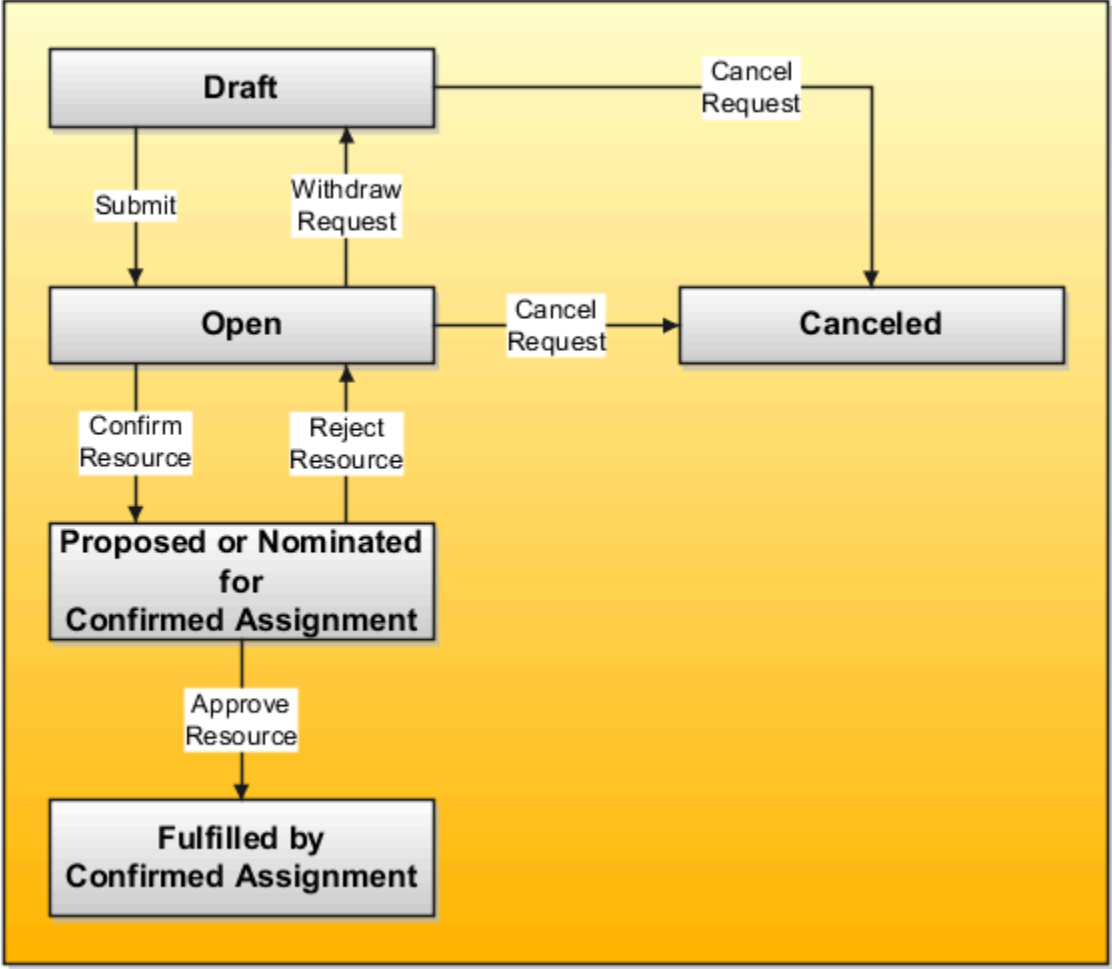 Draft
Cancel
Request
Submit
Withdraw
Request
Open
Cancel
Request
Canceled
Confirm
Resource
Reject
Resource
Proposed or Nominated
for
Confirmed Assignment
Approve
Resource
Fulfilled by
Confirmed Assignment